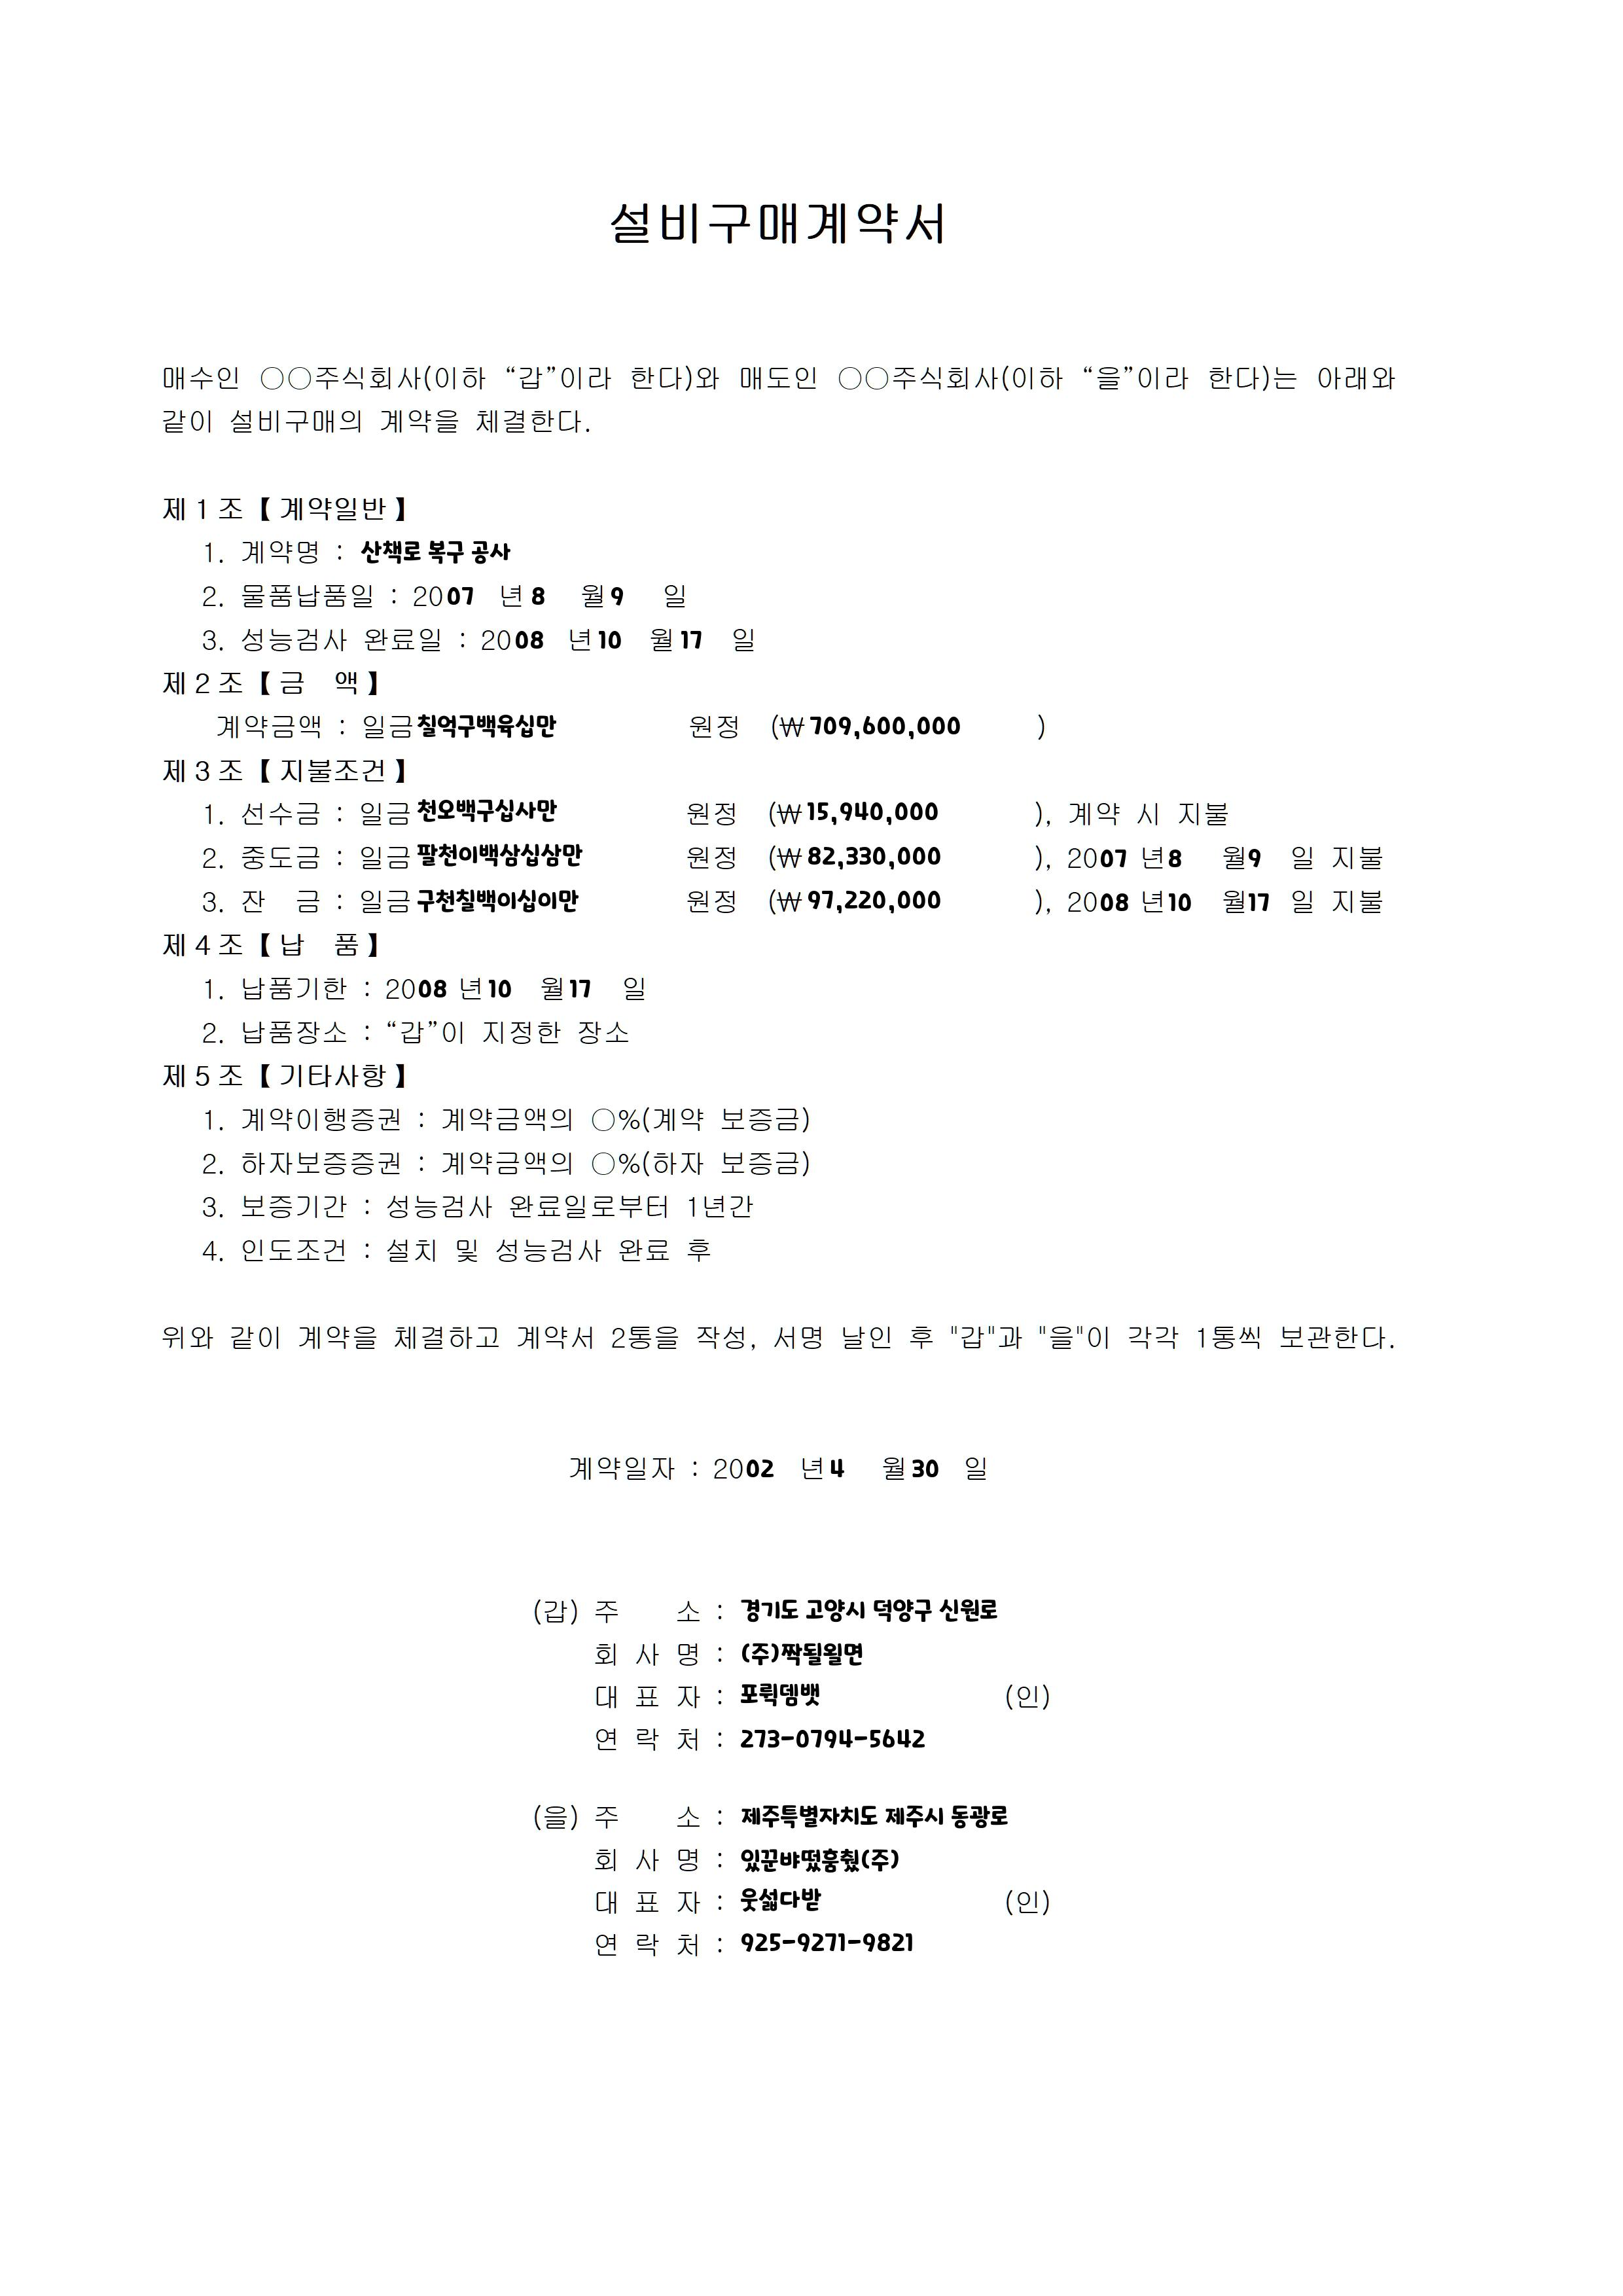 설비구매계약서
매수인 ○○주식회사(이하 “갑”이라 한다)와 매도인 ○○주식회사(이하 “을”이라 한다)는 아래와
같이 설비구매의 계약을 체결한다.
제 1 조 【 계약일반 】
1. 계약명 : 산책로 복구 공사
2. 물품납품일 : 2007 년 8 월 9 일
3. 성능검사 완료일 : 2008 년 10 월 17 일
제 2 조 【 금 액 】
계약금액 : 일금 칠억구백육십만 원정 (₩ 709,600,000 )
제 3 조 【 지불조건 】
1. 선수금 : 일금 천오백구십사만 원정 (₩ 15,940,000 ), 계약 시 지불
2. 중도금 : 일금 팔천이백삼십삼만 원정 (₩ 82,330,000 ), 2007 년 8 월 9 일 지불
3. 잔 금 : 일금 구천칠백이십이만 원정 (₩ 97,220,000 ), 2008 년 10 월 17 일 지불
제 4 조 【 납 품 】
1. 납품기한 : 2008 년 10 월 17 일
2. 납품장소 : “갑”이 지정한 장소
제 5 조 【 기타사항 】
1. 계약이행증권 : 계약금액의 ○%(계약 보증금)
2. 하자보증증권 : 계약금액의 ○%(하자 보증금)
3. 보증기간 : 성능검사 완료일로부터 1년간
4. 인도조건 : 설치 및 성능검사 완료 후
위와 같이 계약을 체결하고 계약서 2통을 작성, 서명 날인 후 "갑"과 "을"이 각각 1통씩 보관한다.
계약일자 : 2002 년 4 월 30 일
(갑) 주 소 : 경기도 고양시 덕양구 신원로
회 사 명 : (주)짝될욀면
대 표 자 : (인)
연 락 처 : 273-0794-5642
(을) 주 소 : 제주특별자치도 제주시 동광로
회 사 명 :
대 표 자 : 웃섧다받 (인)
연 락 처 : 925-9271-9821